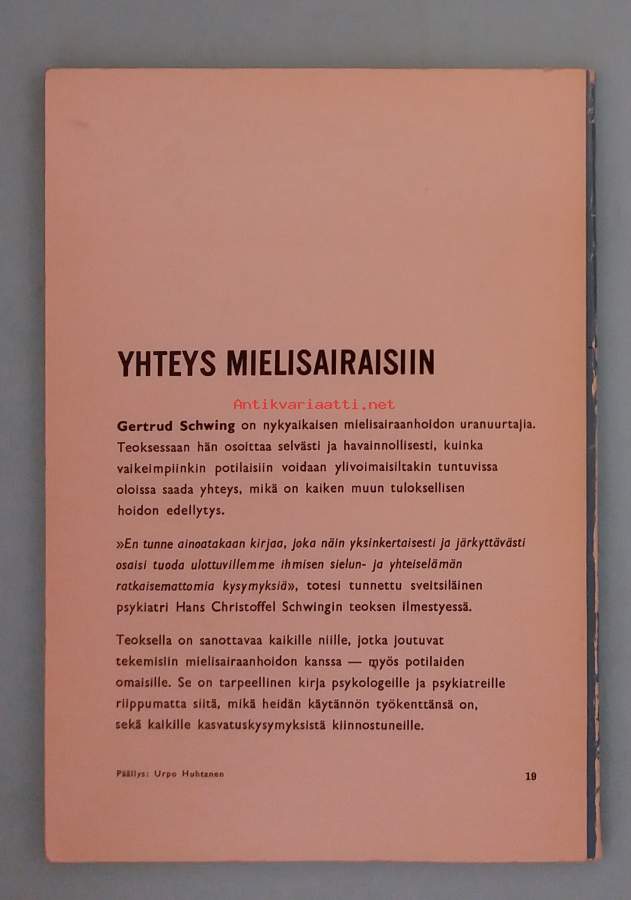 YHTEYS MIELISAIRAISIIN
Antikvariaatti.net
Gertrud Schwing on nykyaikaisen mielisairaanhoidon uranuurtajia.
Teoksessaan hän osoittaa selvästi ja havainnollisesti, kuinka
vaikeimpiinkin potilaisiin voidaan ylivoimaisiltakin tuntuvissa
oloissa saada yhteys, mikä on kaiken muun tuloksellisen
hoidon edellytys.
»En tunne ainoatakaan kirjaa, joka näin yksinkertaisesti ja järkyttävästi
osaisi tuoda ulottuvillemme ihmisen sielun- ja yhteiselämän
ratkaisemattomia kysymyksiä», totesi tunnettu sveitsiläinen
psykiatri Hans Christoffel Schwingin teoksen ilmestyessä.
Teoksella on sanottavaa kaikille niille, jotka joutuvat
tekemisiin mielisairaanhoidon kanssa — myös potilaiden
omaisille. Se on tarpeellinen kirja psykologeille ja psykiatreille
riippumatta siitä, mikä heidän käytännön työkenttänsä on,
sekä kaikille kasvatuskysymyksistä kiinnostuneille.
Päällys: Urpo Huhtanen
19